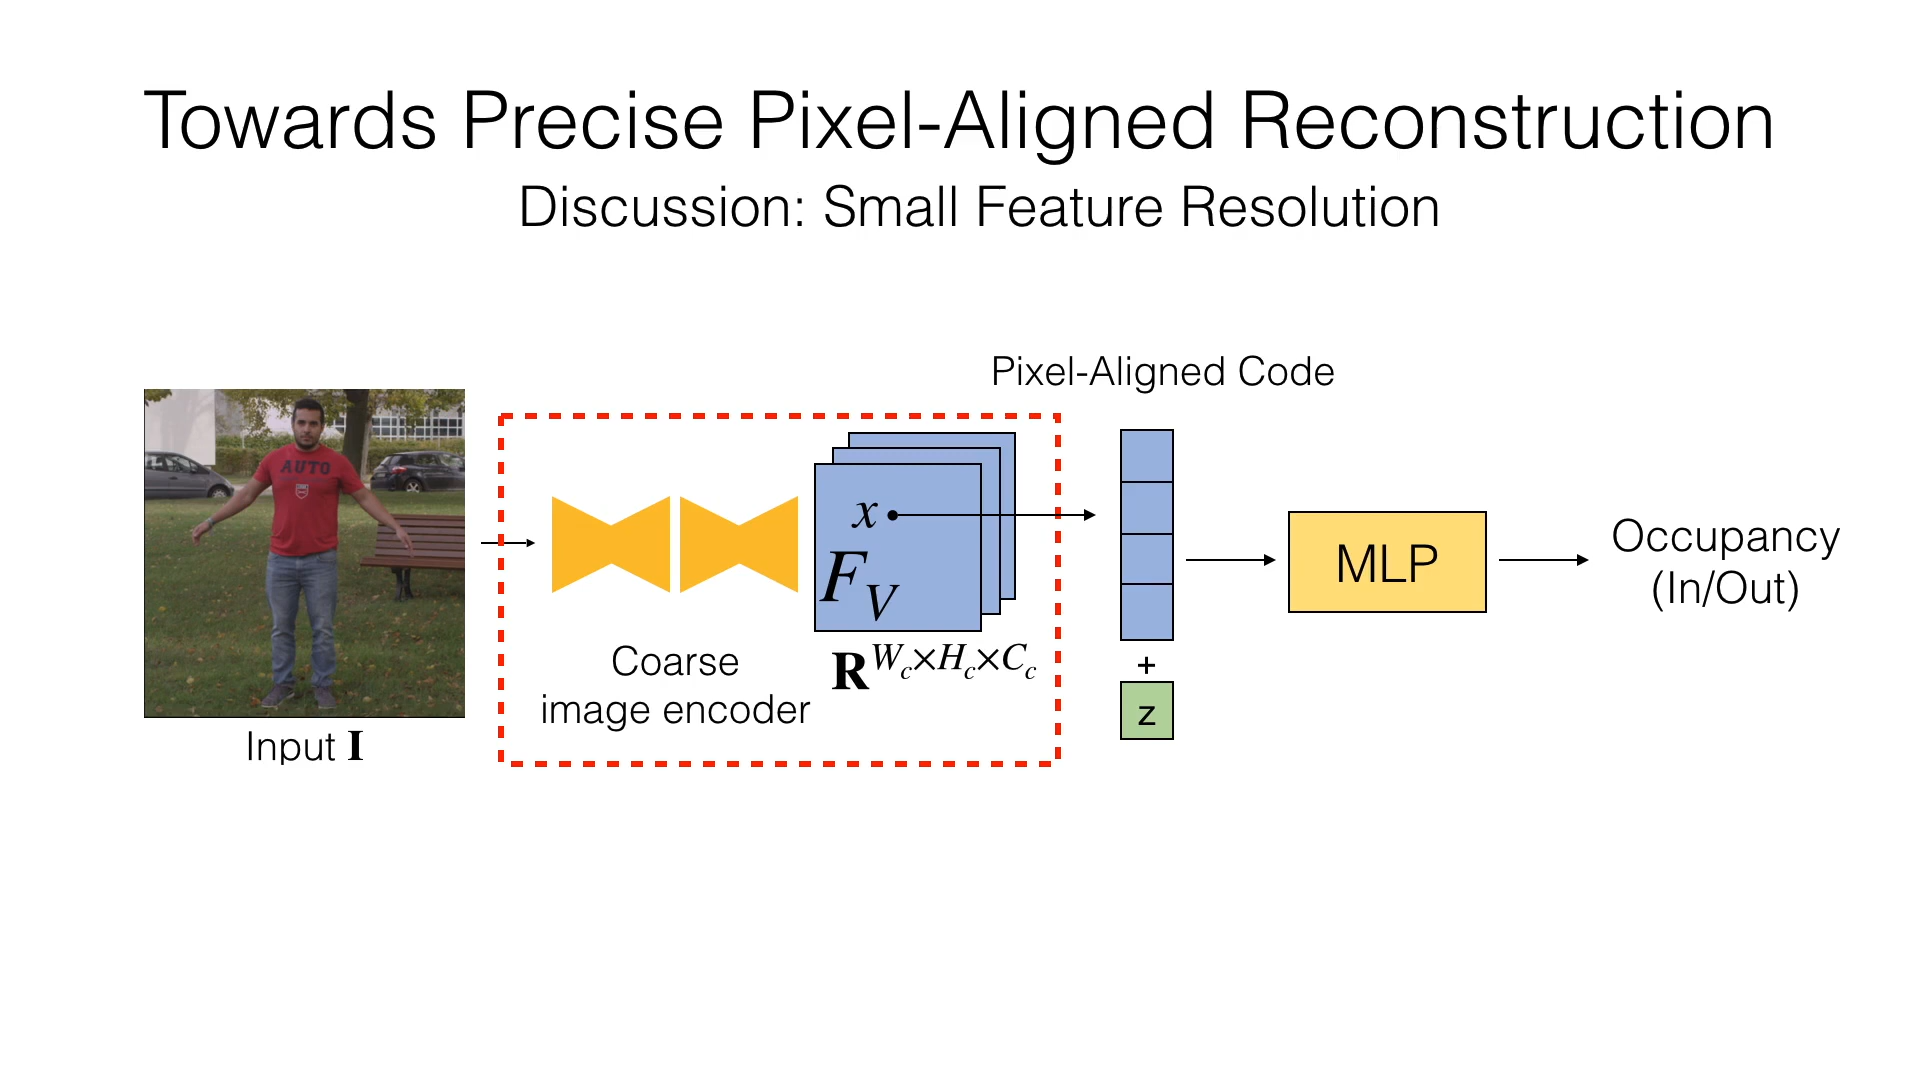 Towards Precise Pixel-Aligned Reconstruction
Discussion: Small Feature Resolution
Pixel-Aligned Code
AUTO
x
F_V
R^{W_c×H_c×C_c}
Coarse
image encoder
Input I
+
z
MLP
Occupancy
(In/Out)